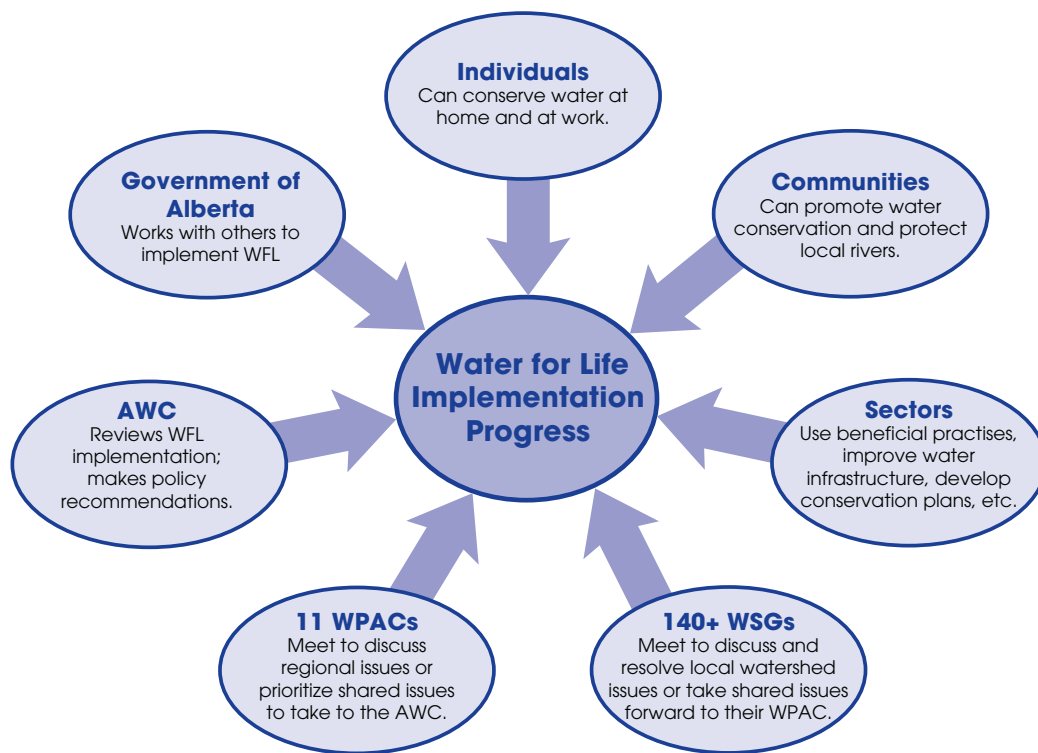 Individuals
Can conserve water at
home and at work.
Government of
Alberta
Works with others to
implement WFL
Communities
Can promote water
conservation and protect
local rivers.
Water for Life
Implementation
Progress
AWC
Reviews WFL
implementation;
makes policy
recommendations.
Sectors
Use beneficial practises,
improve water
infrastructure, develop
conservation plans, etc.
11 WPACs
Meet to discuss
regional issues or
prioritize shared issues
to take to the AWC.
140+ WSGs
Meet to discuss and
resolve local watershed
issues or take shared issues
forward to their WPAC.